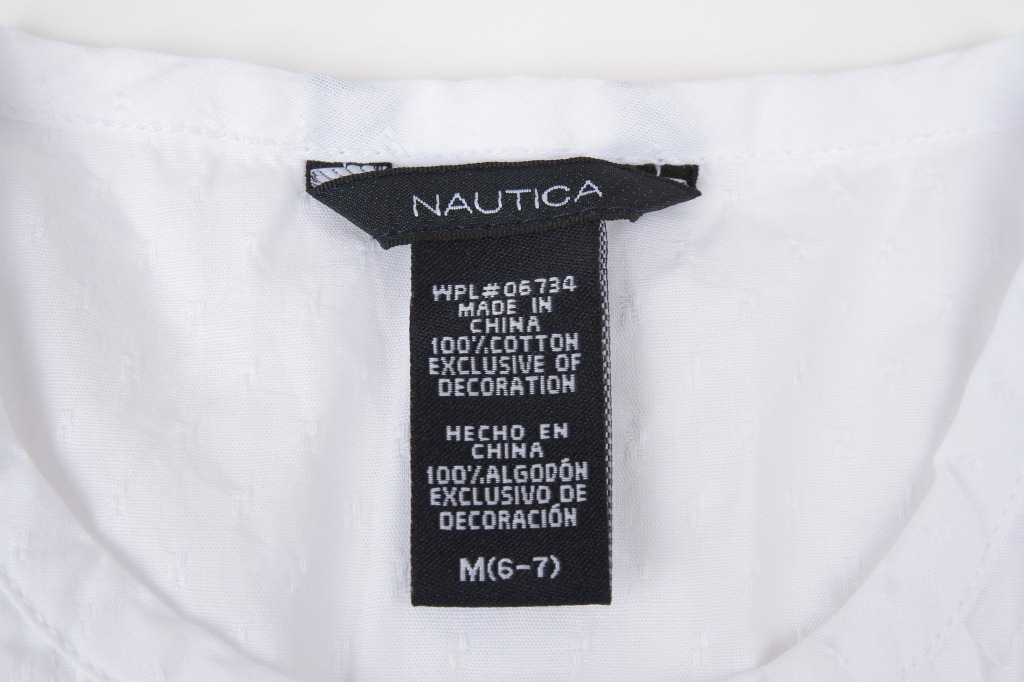 NAUTICA
WPL#06734
MADE IN
CHINA
100%COTTON
EXCLUSIVE OF
DECORATION
HECHO EN
CHINA
100%ALGODÓN
EXCLUSIVO DE
DECORACIÓN
M(6-7)